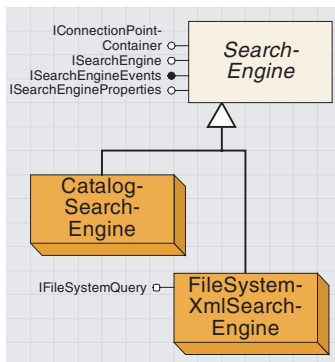 IConnectionPoint-
Container
ISearchEngine
ISearchEngineEvents
ISearchEngineProperties
Search-
Engine
Catalog-
Search-
Engine
IFileSystemQuery
FileSystem-
XmlSearch-
Engine